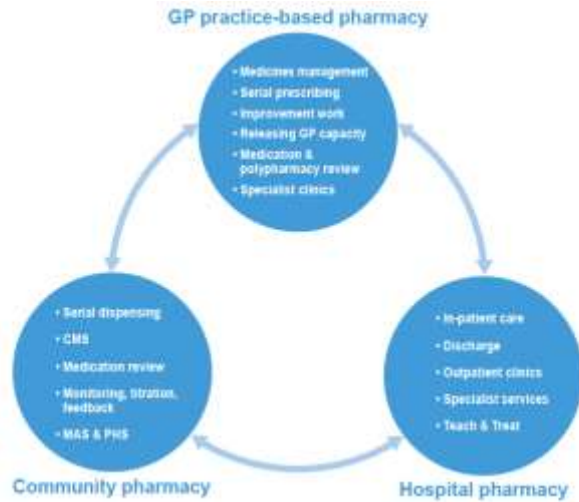 GP practice-based pharmacy
• Medicines management
• Serial prescribing
• Improvement work
• Releasing GP capacity
• Medication &
polypharmacy review
• Specialist clinics
• Serial dispensing
• CMS
• Medication review
• Monitoring, titration,
feedback
• MAS & PHS
Community pharmacy
• In-patient care
• Discharge
• Outpatient clinics
• Specialist services
• Teach & Treat
Hospital pharmacy